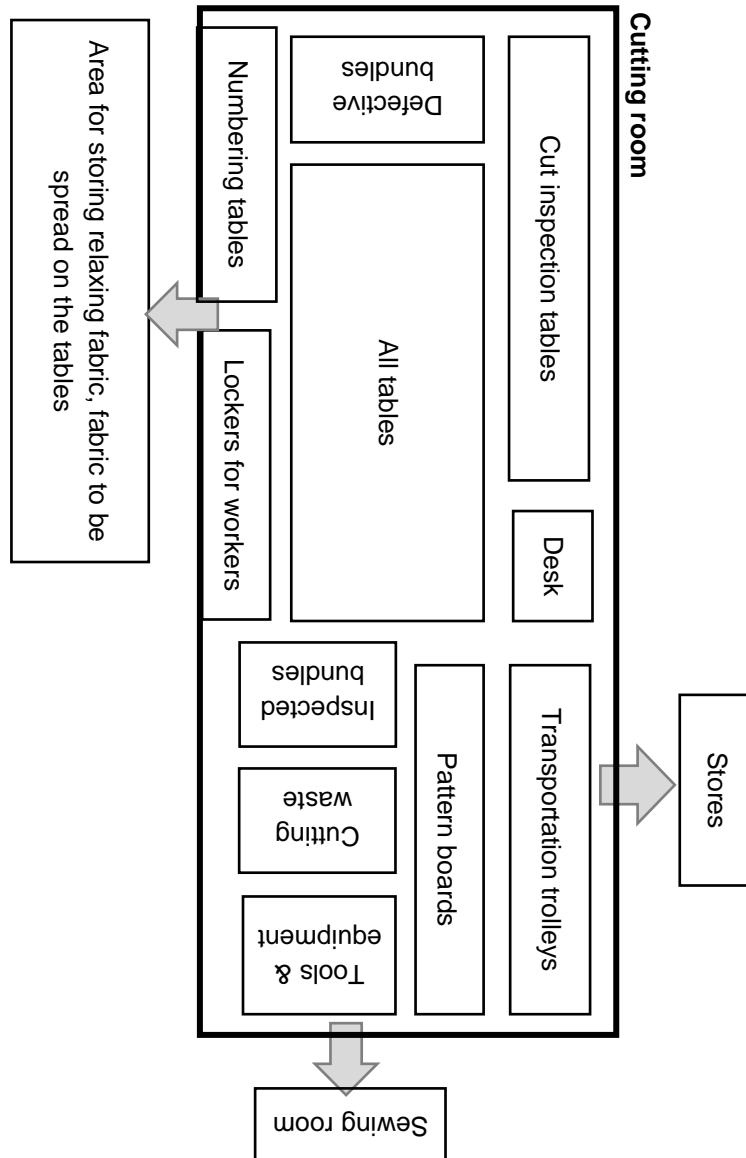 Cutting room
Cut inspection tables
Desk
Transportation trolleys
Stores
Defective
bundles
All tables
Pattern boards
Inspected
bundles
Cutting
waste
Tools &
equipment
Sewing room
Numbering tables
Lockers for workers
Area for storing relaxing fabric, fabric to be
spread on the tables